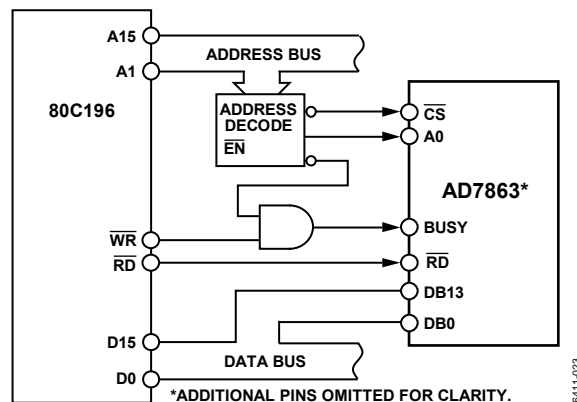 A15
ADDRESS BUS
A1
80C196
ADDRESS
DECODE
EN
CS
A0
AD7863*
BUSY
WR
RD
RD
DB13
DB0
D15
DATA BUS
D0
*ADDITIONAL PINS OMITTED FOR CLARITY.